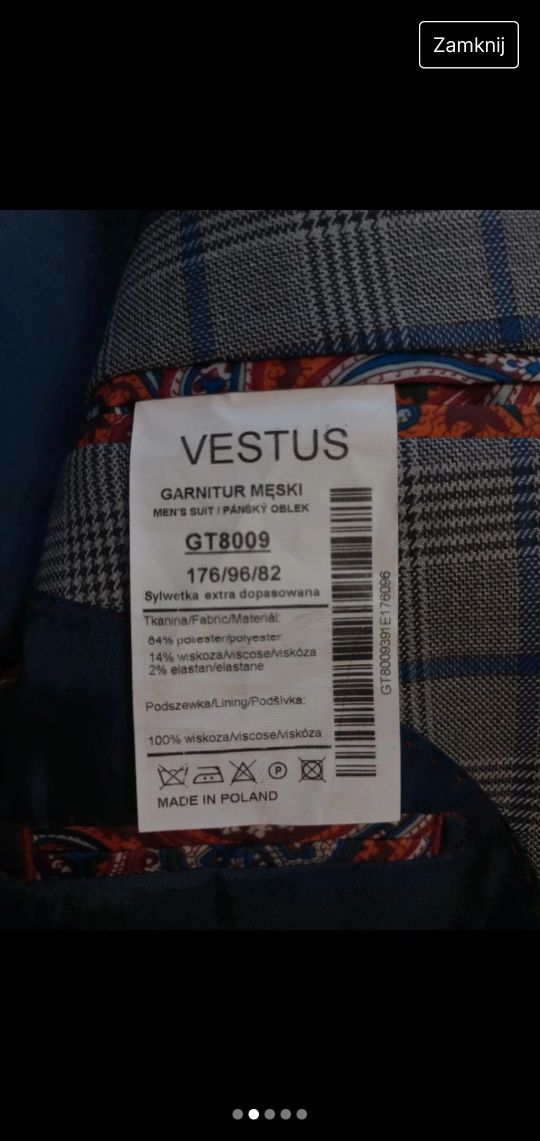 Zamknij
VESTUS
GARNITUR MĘSKI
MEN'S SUIT / PÁNSKÝ OBLEK
GT8009
176/96/82
Sylwetka extra dopasowana
Tkanina/Fabric/Materiál:
84% poliester/polyester
14% wiskoza/viscose/viskóza
2% elastan/elastane
Podszewka/Lining/Podšívka:
100% wiskoza/viscose/viskóza
P
MADE IN POLAND
GT8009391E176096